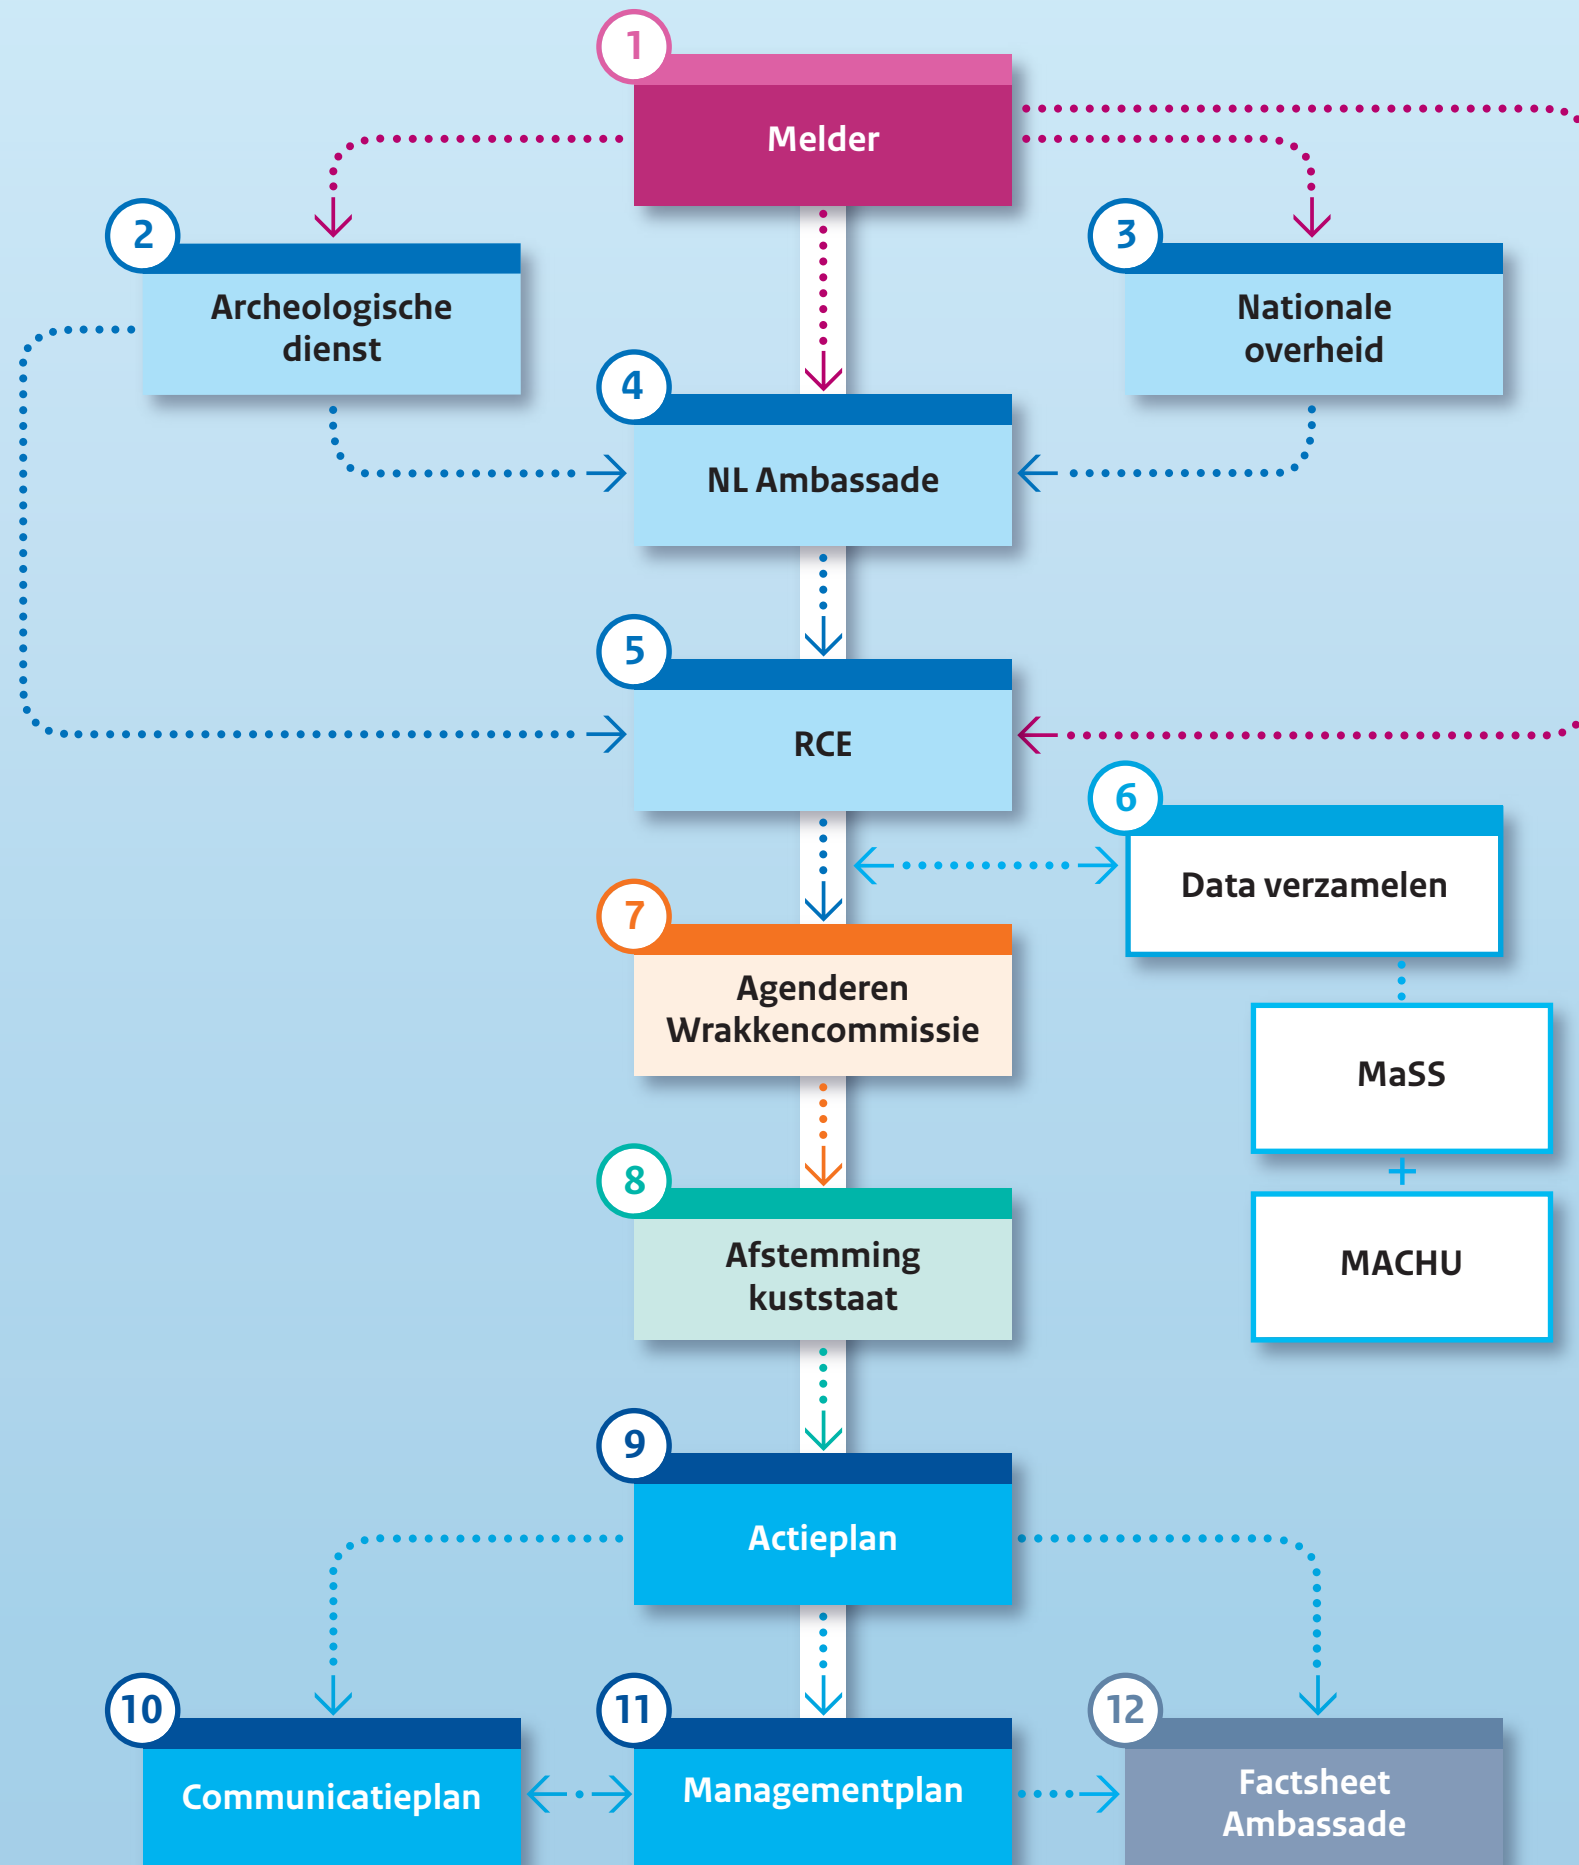 1
Melder
2
Archeologische
dienst
3
Nationale
overheid
4
NL Ambassade
5
RCE
6
Data verzamelen
7
Agenderen
Wrakkencommissie
MaSS
+
MACHU
8
Afstemming
kuststaat
9
Actieplan
10
Communicatieplan
11
Managementplan
12
Factsheet
Ambassade